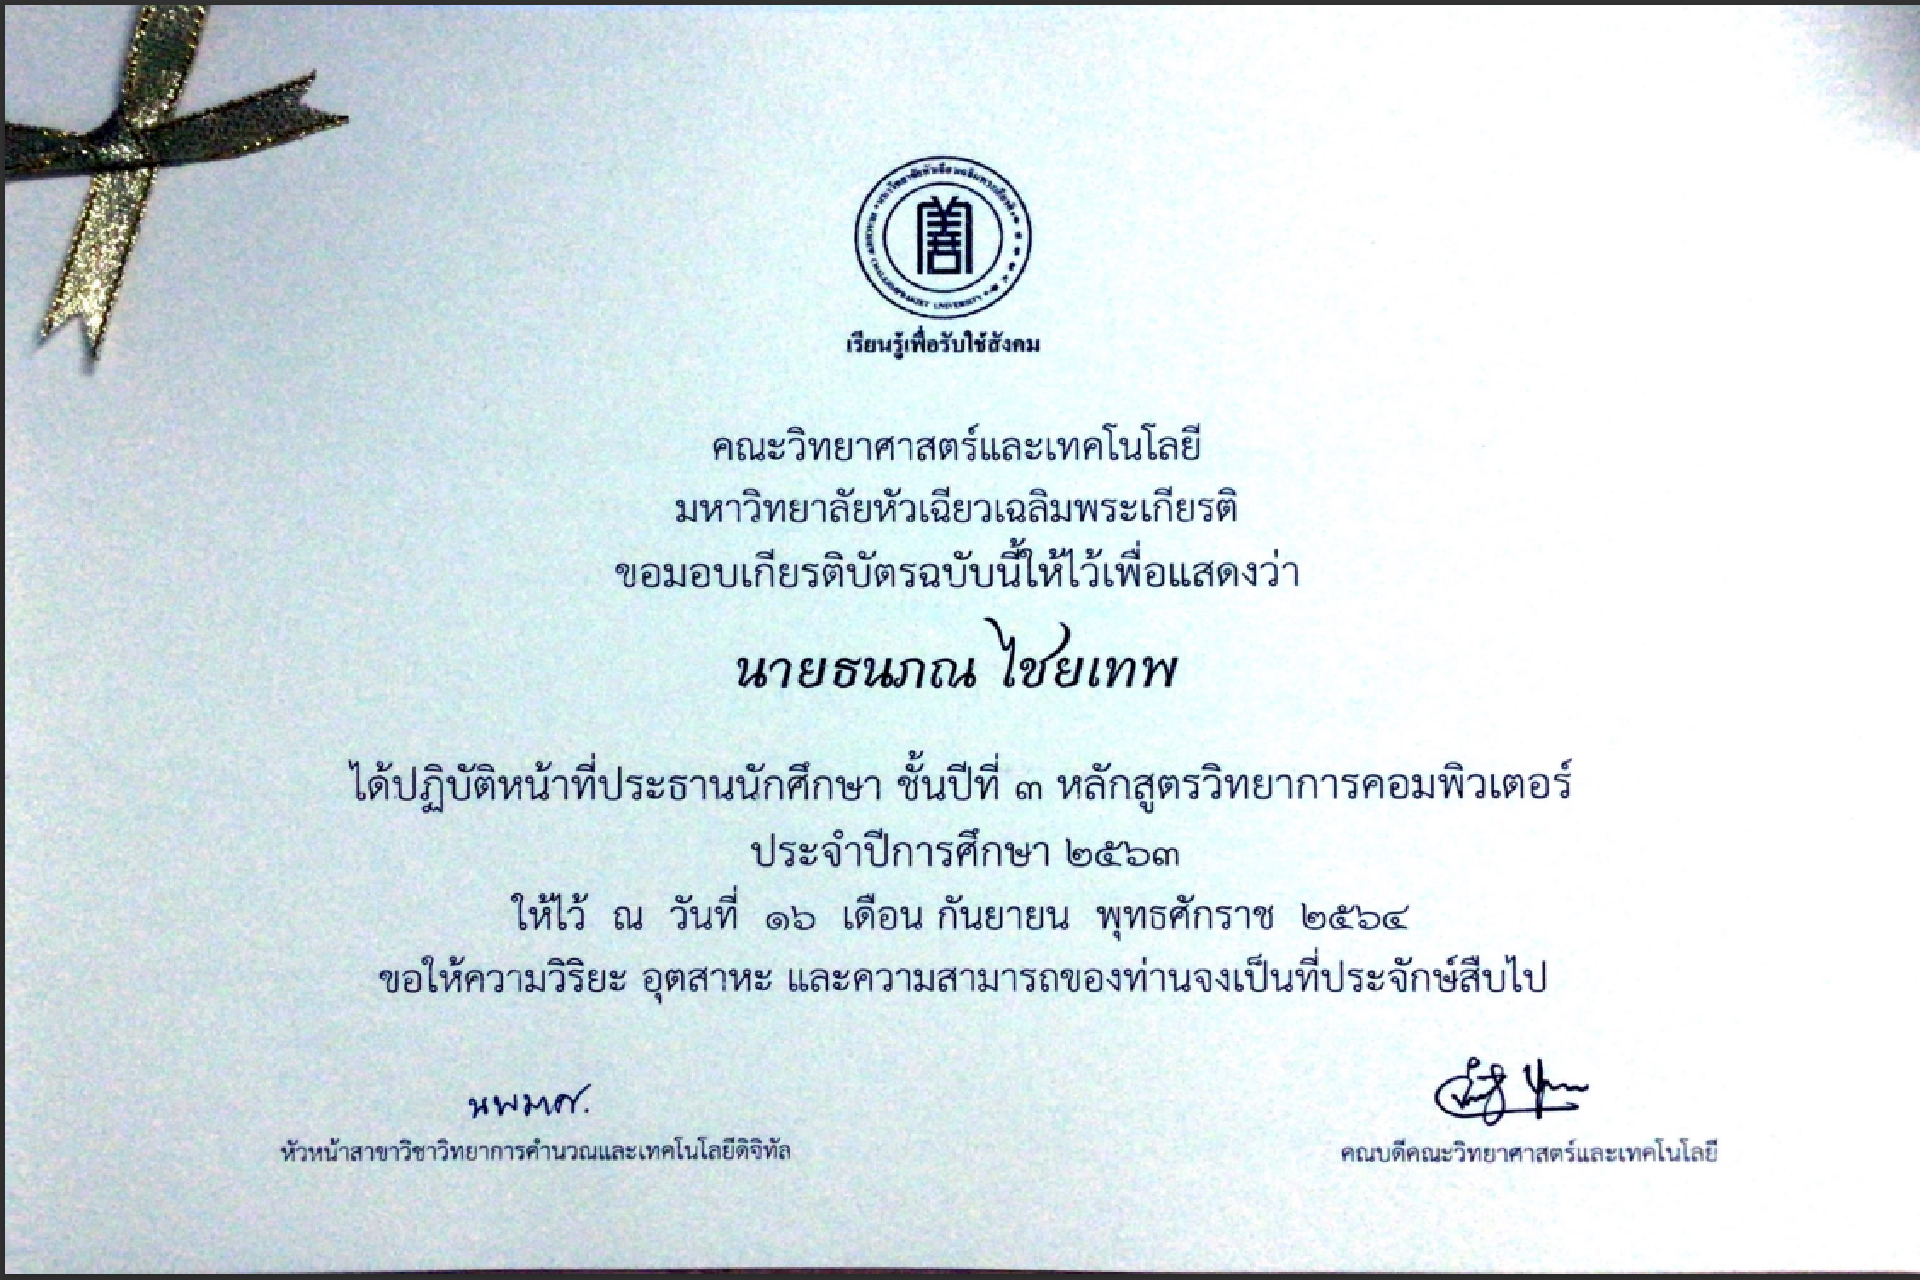 เรียนรู้เพื่อรับใช้สังคม
คณะวิทยาศาสตร์และเทคโนโลยี
มหาวิทยาลัยหัวเฉียวเฉลิมพระเกียรติ
ขอมอบเกียรติบัตรฉบับนี้ให้ไว้เพื่อแสดงว่า
นายธนภณ ไชยเทพ
ได้ปฏิบัติหน้าที่ประธานนักศึกษา ชั้นปีที่ ๓ หลักสูตรวิทยาการคอมพิวเตอร์
ประจำปีการศึกษา ๒๕๖๓
ให้ไว้ ณ วันที่ ๑๖ เดือน กันยายน พุทธศักราช ๒๕๖๔
ขอให้ความวิริยะ อุตสาหะ และความสามารถของท่านจงเป็นที่ประจักษ์สืบไป
หัวหน้าสาขาวิชาวิทยาการคำนวณและเทคโนโลยีดิจิทัล
คณบดีคณะวิทยาศาสตร์และเทคโนโลยี